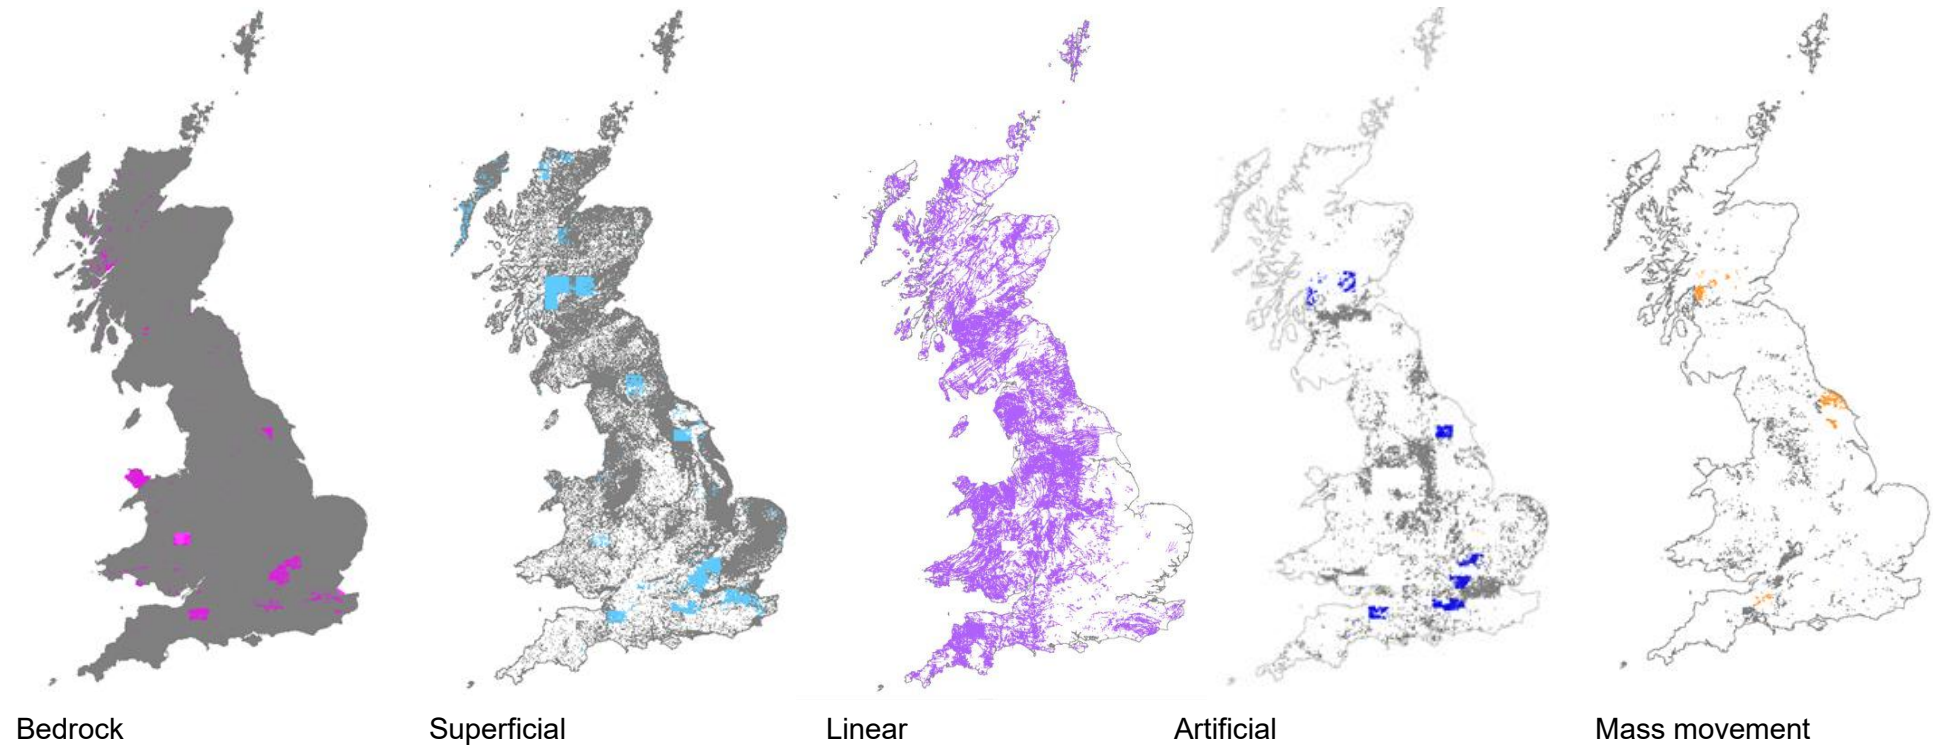 Bedrock
Superficial
Linear
Artificial
Mass movement